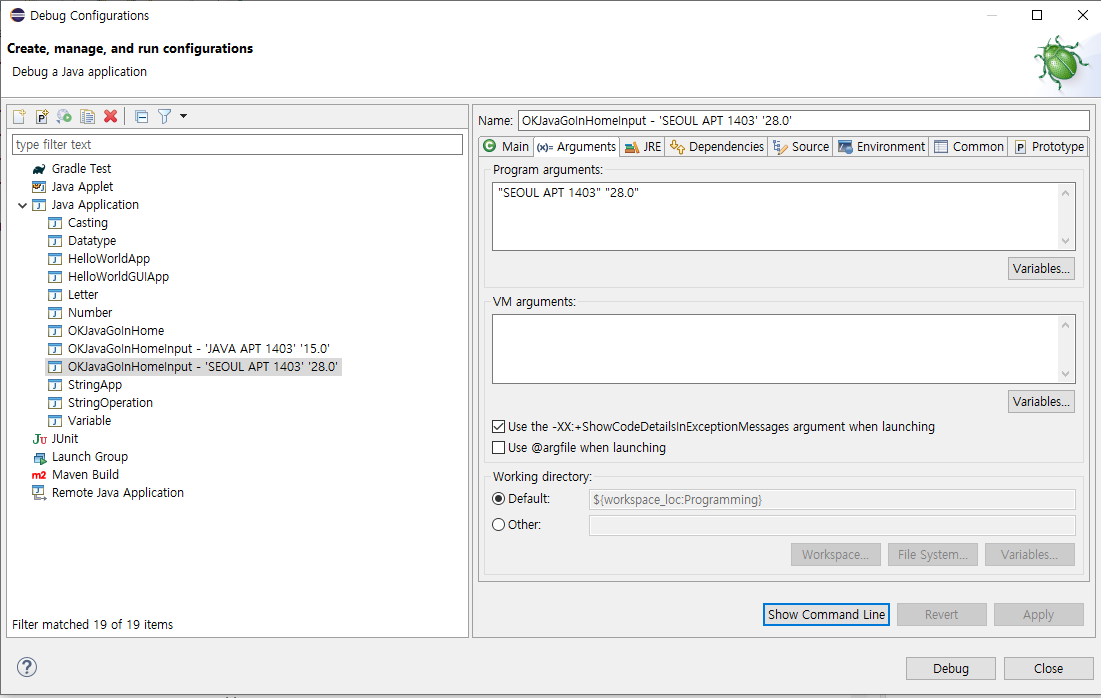 Debug Configurations
Create, manage, and run configurations
Debug a Java application
type filter text
Gradle Test
Java Applet
Java Application
Casting
Datatype
HelloWorldApp
HelloWorldGUIApp
Letter
Number
OKJavaGoInHome
OKJavaGoInHomeInput - 'JAVA APT 1403' '15.0'
OKJavaGoInHomeInput - 'SEOUL APT 1403' '28.0'
StringApp
StringOperation
Variable
JUnit
Launch Group
Maven Build
Remote Java Application
Filter matched 19 of 19 items
Name: OKJavaGoInHomeInput - 'SEOUL APT 1403' '28.0'
Main (x)= Arguments JRE Dependencies Source Environment Common Prototype
Program arguments:
"SEOUL APT 1403" "28.0"
Variables...
VM arguments:
Variables...
Use the -XX:+ShowCodeDetailsInExceptionMessages argument when launching
Use @argfile when launching
Working directory:
Default: ${workspace_loc:Programming}
Other:
Workspace... File System... Variables...
Show Command Line Revert Apply
Debug Close